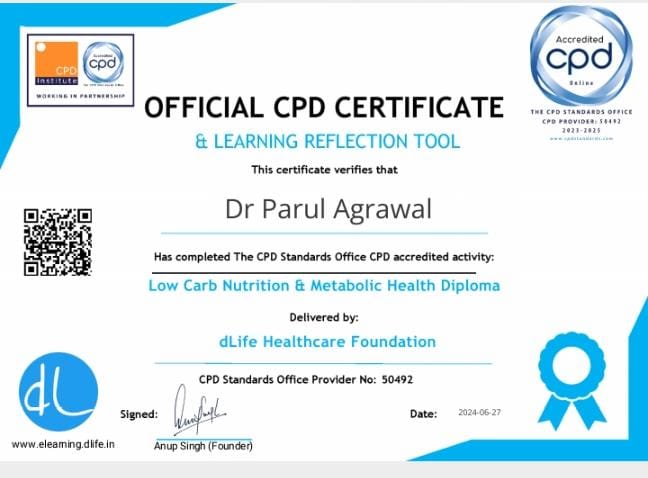 CPD
Institute
Accredited
cpd
WORKING IN PARTNERSHIP
Accredited
cpd
Online
THE CPD STANDARDS OFFICE
CPD PROVIDER: 50492
2023-2025
www.cpdstandards.com
OFFICIAL CPD CERTIFICATE
& LEARNING REFLECTION TOOL
This certificate verifies that
Dr Parul Agrawal
Has completed The CPD Standards Office CPD accredited activity:
Low Carb Nutrition & Metabolic Health Diploma
Delivered by:
dLife Healthcare Foundation
CPD Standards Office Provider No: 50492
dL
www.elearning.dlife.in
Signed:
Anup Singh (Founder)
Date: 2024-06-27